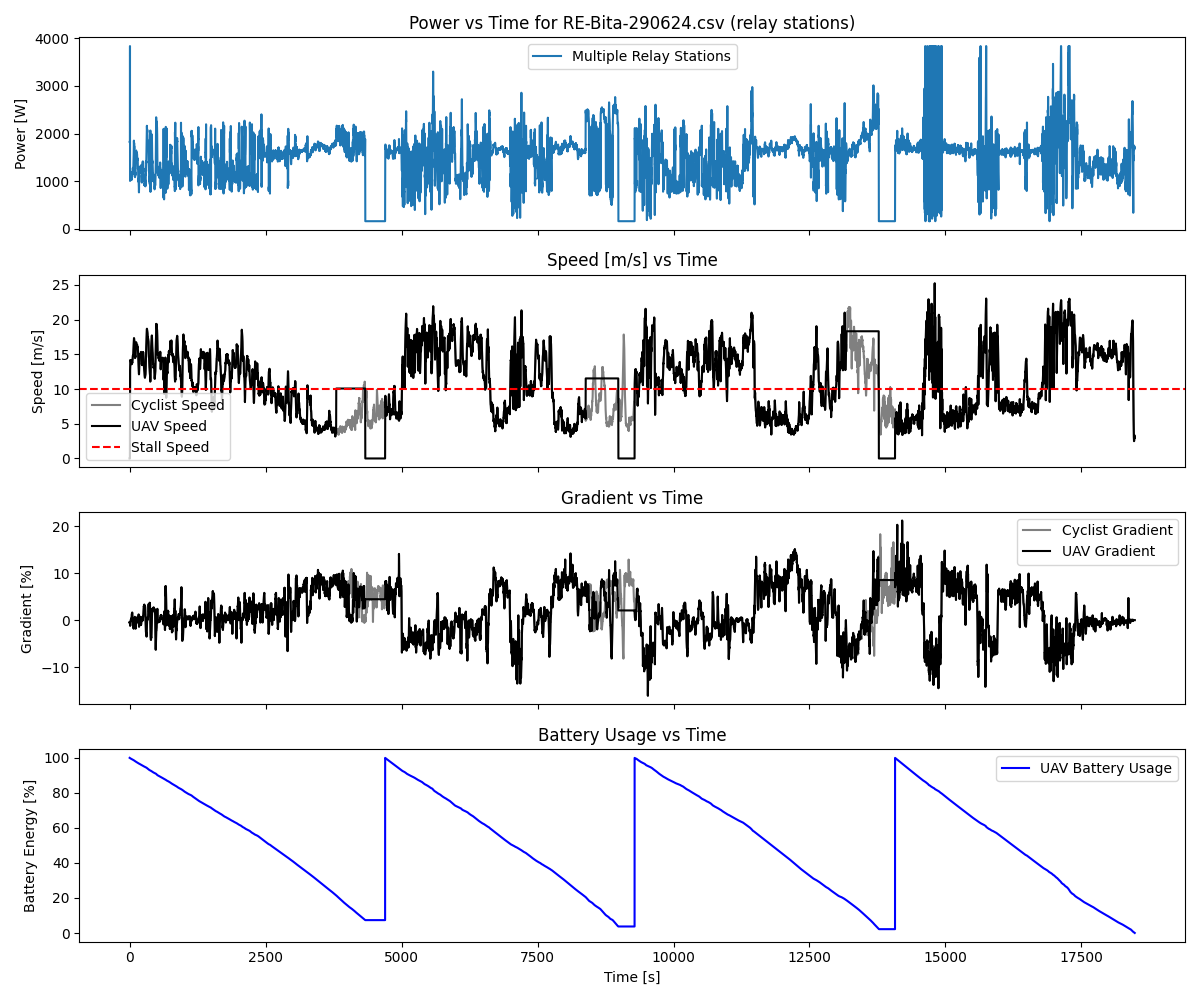 Power vs Time for RE-Bita-290624.csv (relay stations)
4000
3000
2000
1000
0
Power [W]
Multiple Relay Stations
Speed [m/s] vs Time
25
20
15
10
5
0
Speed [m/s]
Cyclist Speed
UAV Speed
Stall Speed
Gradient vs Time
20
10
0
−10
Gradient [%]
Cyclist Gradient
UAV Gradient
Battery Usage vs Time
100
80
60
40
20
0
Battery Energy [%]
UAV Battery Usage
0 2500 5000 7500 10000 12500 15000 17500
Time [s]